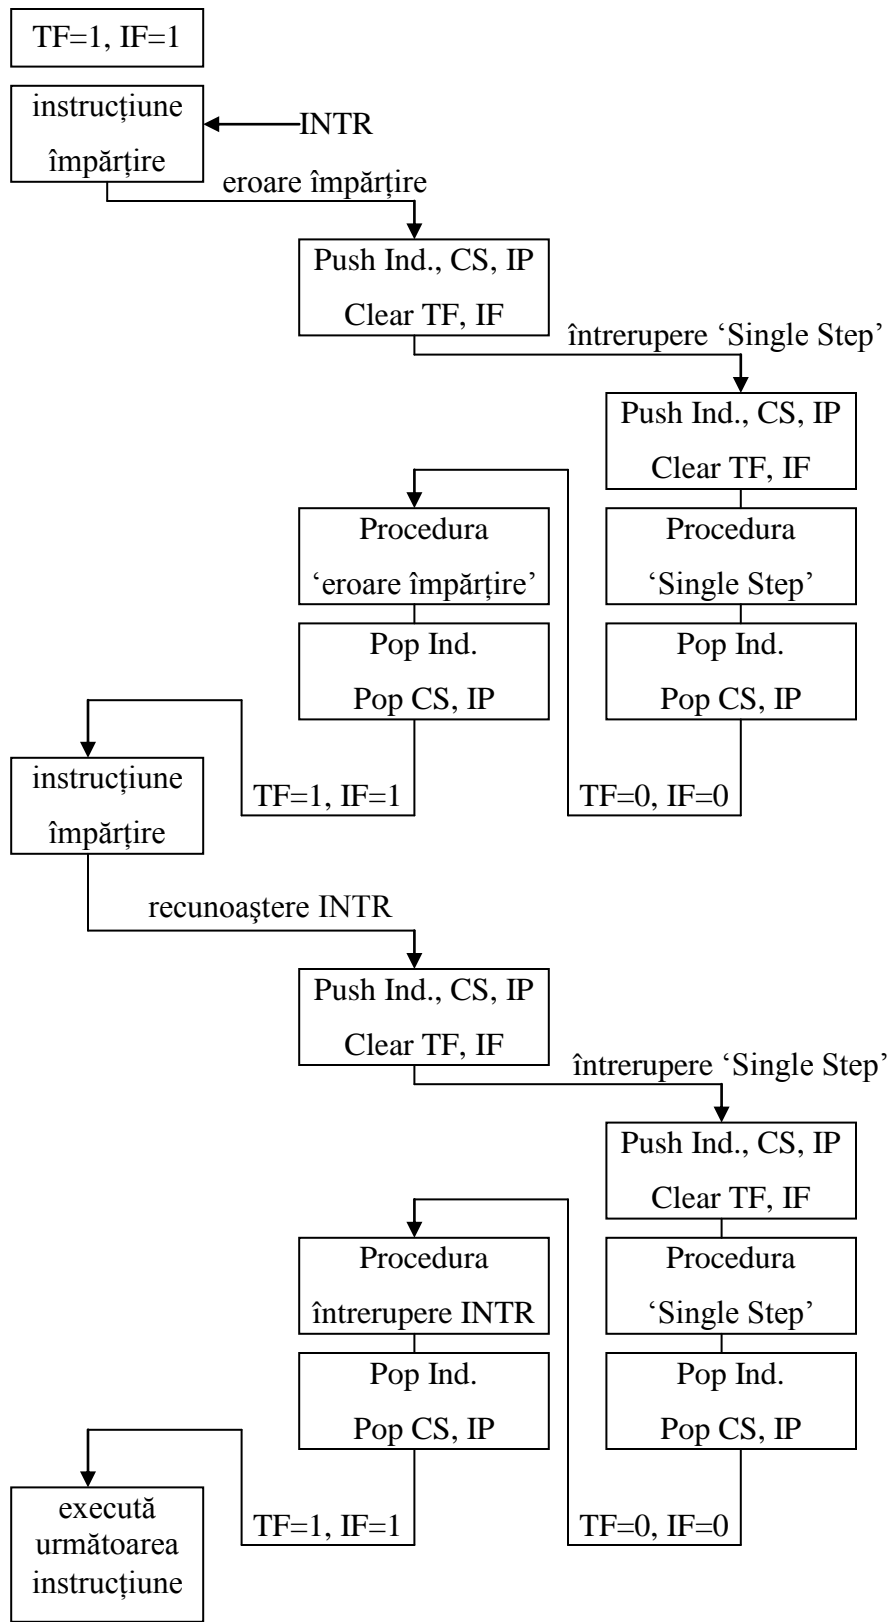 TF=1, IF=1
instrucțiune
împărțire
INTR
eroare împărțire
Push Ind., CS, IP
Clear TF, IF
întrerupere ‘Single Step’
Push Ind., CS, IP
Clear TF, IF
Procedura
‘eroare împărțire’
Procedura
‘Single Step’
Pop Ind.
Pop CS, IP
Pop Ind.
Pop CS, IP
instrucțiune
împărțire
TF=1, IF=1
TF=0, IF=0
recunoaştere INTR
Push Ind., CS, IP
Clear TF, IF
întrerupere ‘Single Step’
Push Ind., CS, IP
Clear TF, IF
Procedura
întrerupere INTR
Procedura
‘Single Step’
Pop Ind.
Pop CS, IP
Pop Ind.
Pop CS, IP
TF=1, IF=1
TF=0, IF=0
execută
următoarea
instrucțiune